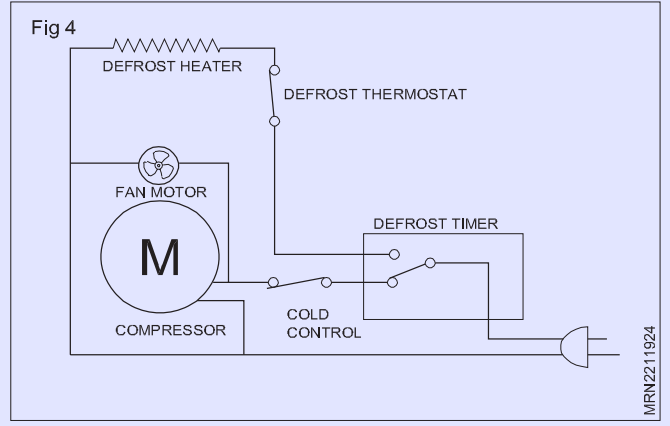 Fig 4
DEFROST HEATER
DEFROST THERMOSTAT
FAN MOTOR
M
COMPRESSOR
DEFROST TIMER
COLD
CONTROL
MRN2211924